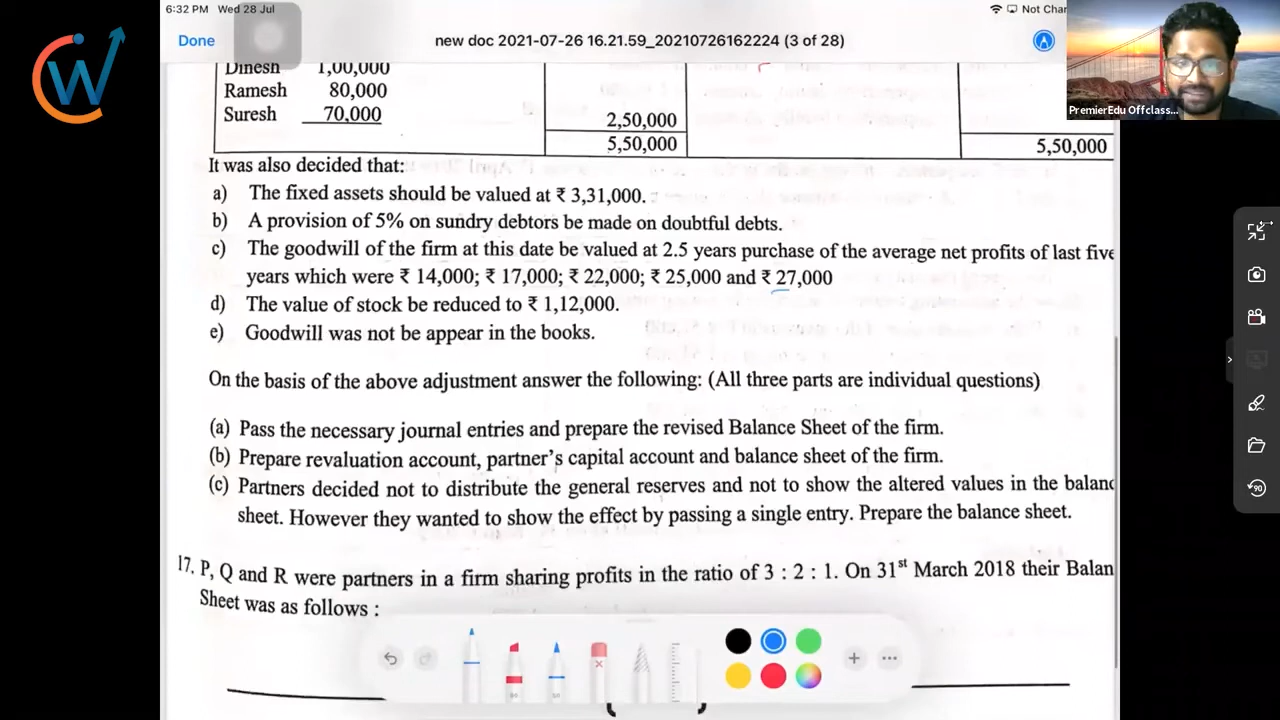 6:32 PM Wed 28 Jul
Not Char
Done
new doc 2021-07-26 16.21.59_20210726162224 (3 of 28)
PremierEdu Offclass...
W
Dinesh 1,00,000
Ramesh 80,000
Suresh 70,000 2,50,000
5,50,000 5,50,000
It was also decided that:
a) The fixed assets should be valued at ₹ 3,31,000.
b) A provision of 5% on sundry debtors be made on doubtful debts.
c) The goodwill of the firm at this date be valued at 2.5 years purchase of the average net profits of last five
years which were ₹ 14,000; ₹ 17,000; ₹ 22,000; ₹ 25,000 and ₹ 27,000
d) The value of stock be reduced to ₹ 1,12,000.
e) Goodwill was not be appear in the books.
On the basis of the above adjustment answer the following: (All three parts are individual questions)
(a) Pass the necessary journal entries and prepare the revised Balance Sheet of the firm.
(b) Prepare revaluation account, partner's capital account and balance sheet of the firm.
(c) Partners decided not to distribute the general reserves and not to show the altered values in the balanc
sheet. However they wanted to show the effect by passing a single entry. Prepare the balance sheet.
17. P, Q and R were partners in a firm sharing profits in the ratio of 3 : 2 : 1. On 31st March 2018 their Balan
Sheet was as follows :